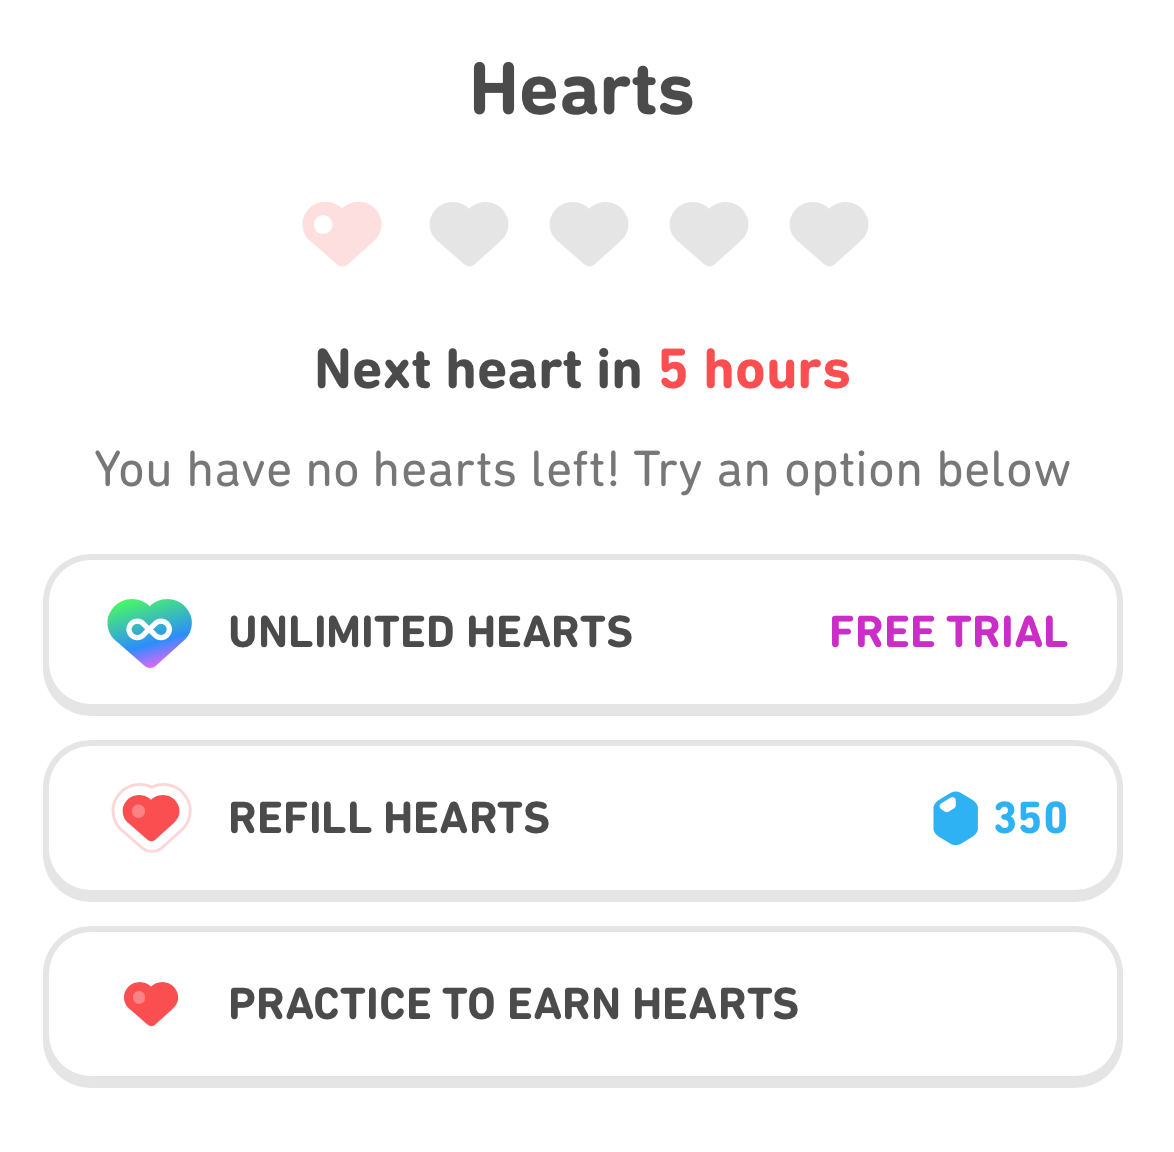 Hearts
Next heart in 5 hours
You have no hearts left! Try an option below
UNLIMITED HEARTS FREE TRIAL
REFILL HEARTS 350
PRACTICE TO EARN HEARTS